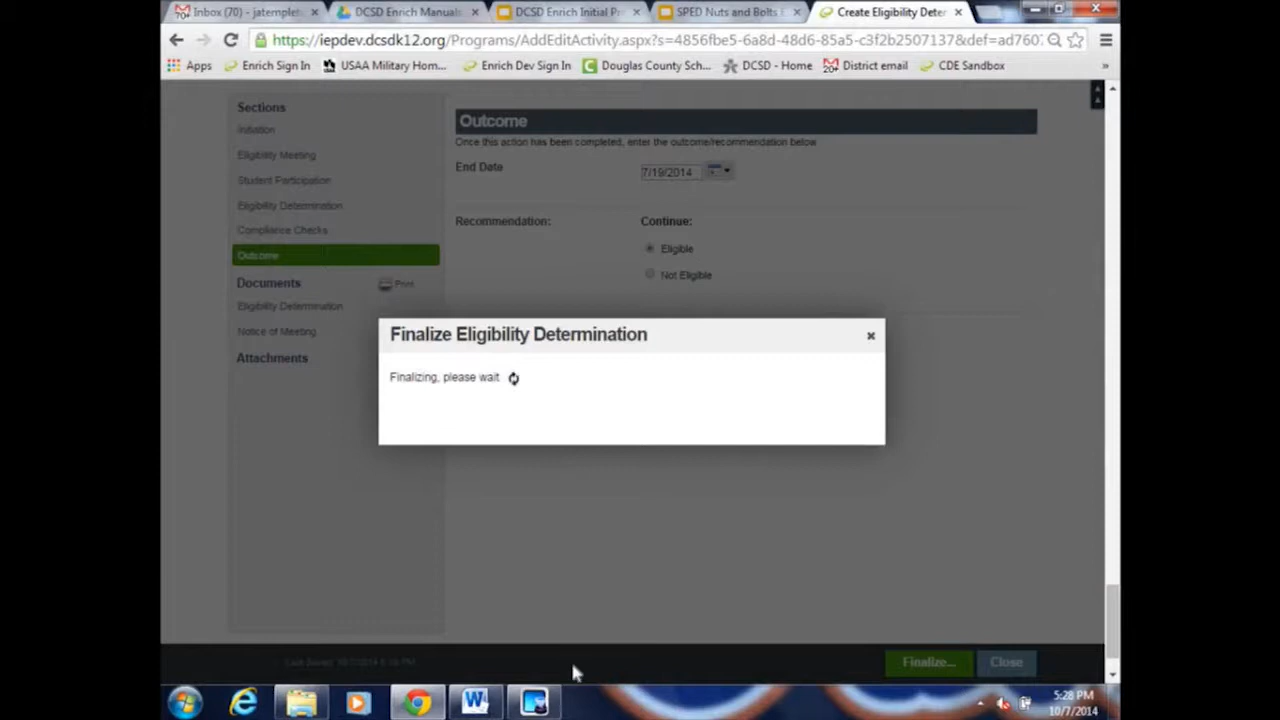 Inbox (70) - jatemplet
DCSD Enrich Manuals
DCSD Enrich Initial Pr
SPED Nuts and Bolts E
Create Eligibility Deter
https://iepdev.dcsdk12.org/Programs/AddEditActivity.aspx?s=4856fbe5-6a8d-48d6-85a5-c3f2b2507137&def=ad760
Apps
Enrich Sign In
USAA Military Hom...
Enrich Dev Sign In
Douglas County Sch...
DCSD - Home
District email
CDE Sandbox
»
Sections
Initiation
Eligibility Meeting
Student Participation
Eligibility Determination
Compliance Checks
Outcome
Documents
Print
Eligibility Determination
Notice of Meeting
Attachments
Outcome
Once this action has been completed, enter the outcome/recommendation below
End Date
7/19/2014
Recommendation:
Continue:
Eligible
Not Eligible
Finalize Eligibility Determination
Finalizing, please wait
Finalize...
Close
5:28 PM
10/7/2014